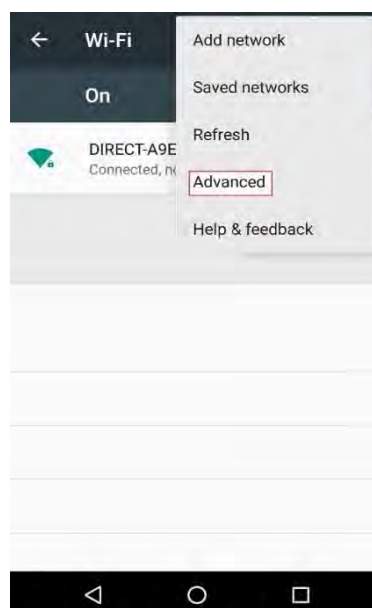 Wi-Fi
Add network
On
Saved networks
Refresh
DIRECT-A9E
Connected,
Advanced
Help & feedback